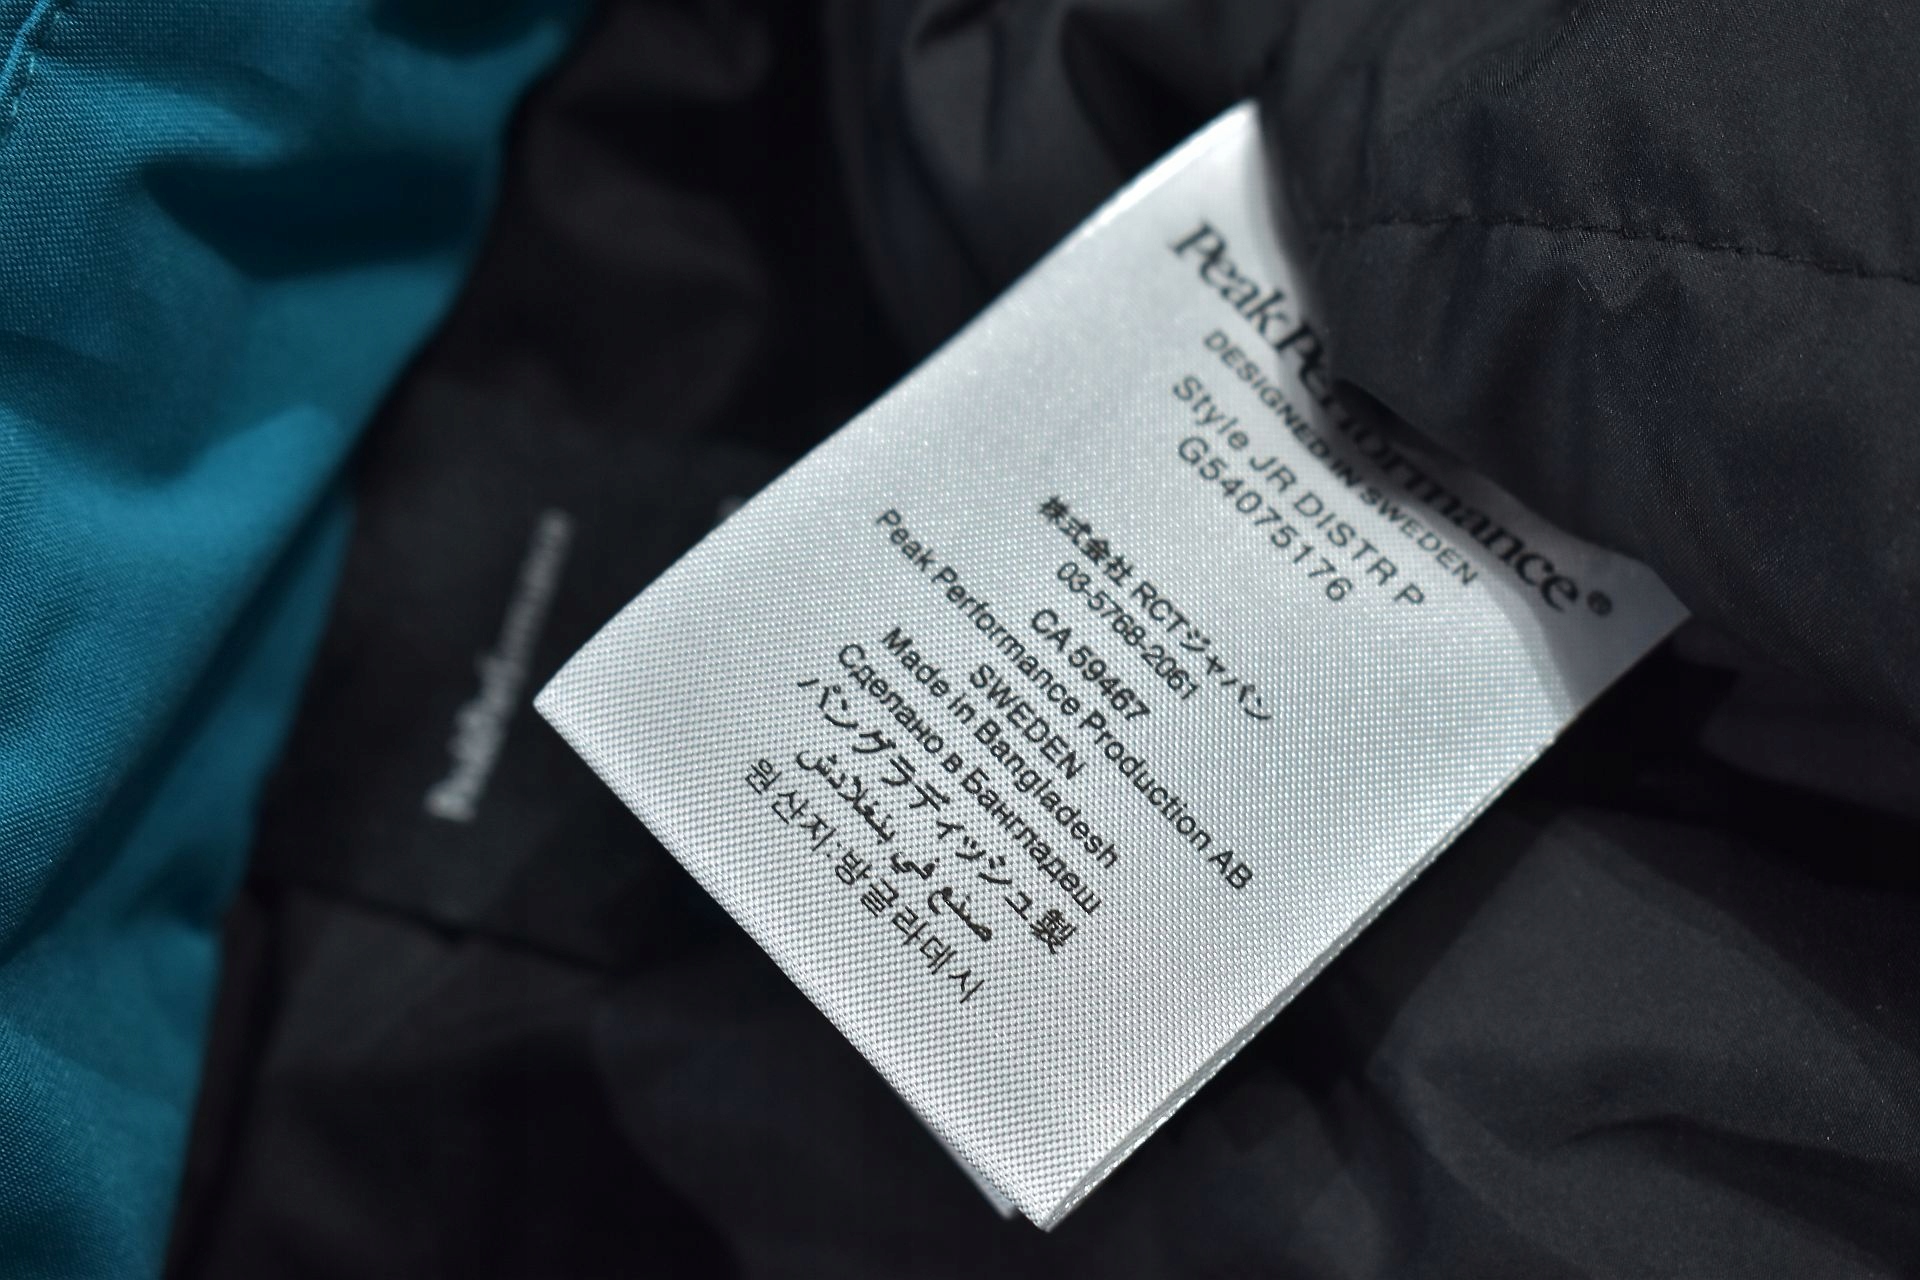 Peak Performance®
DESIGNED IN SWEDEN
Style JR DISTR P
G54075176
株式会社 RCTジャパン
03-5768-2061
CA 59467
Peak Performance Production AB
SWEDEN
Made in Bangladesh
Сделано в Бангладеш
バングラディッシュ製
صنع في بنغلادش
원산지:방글라데시